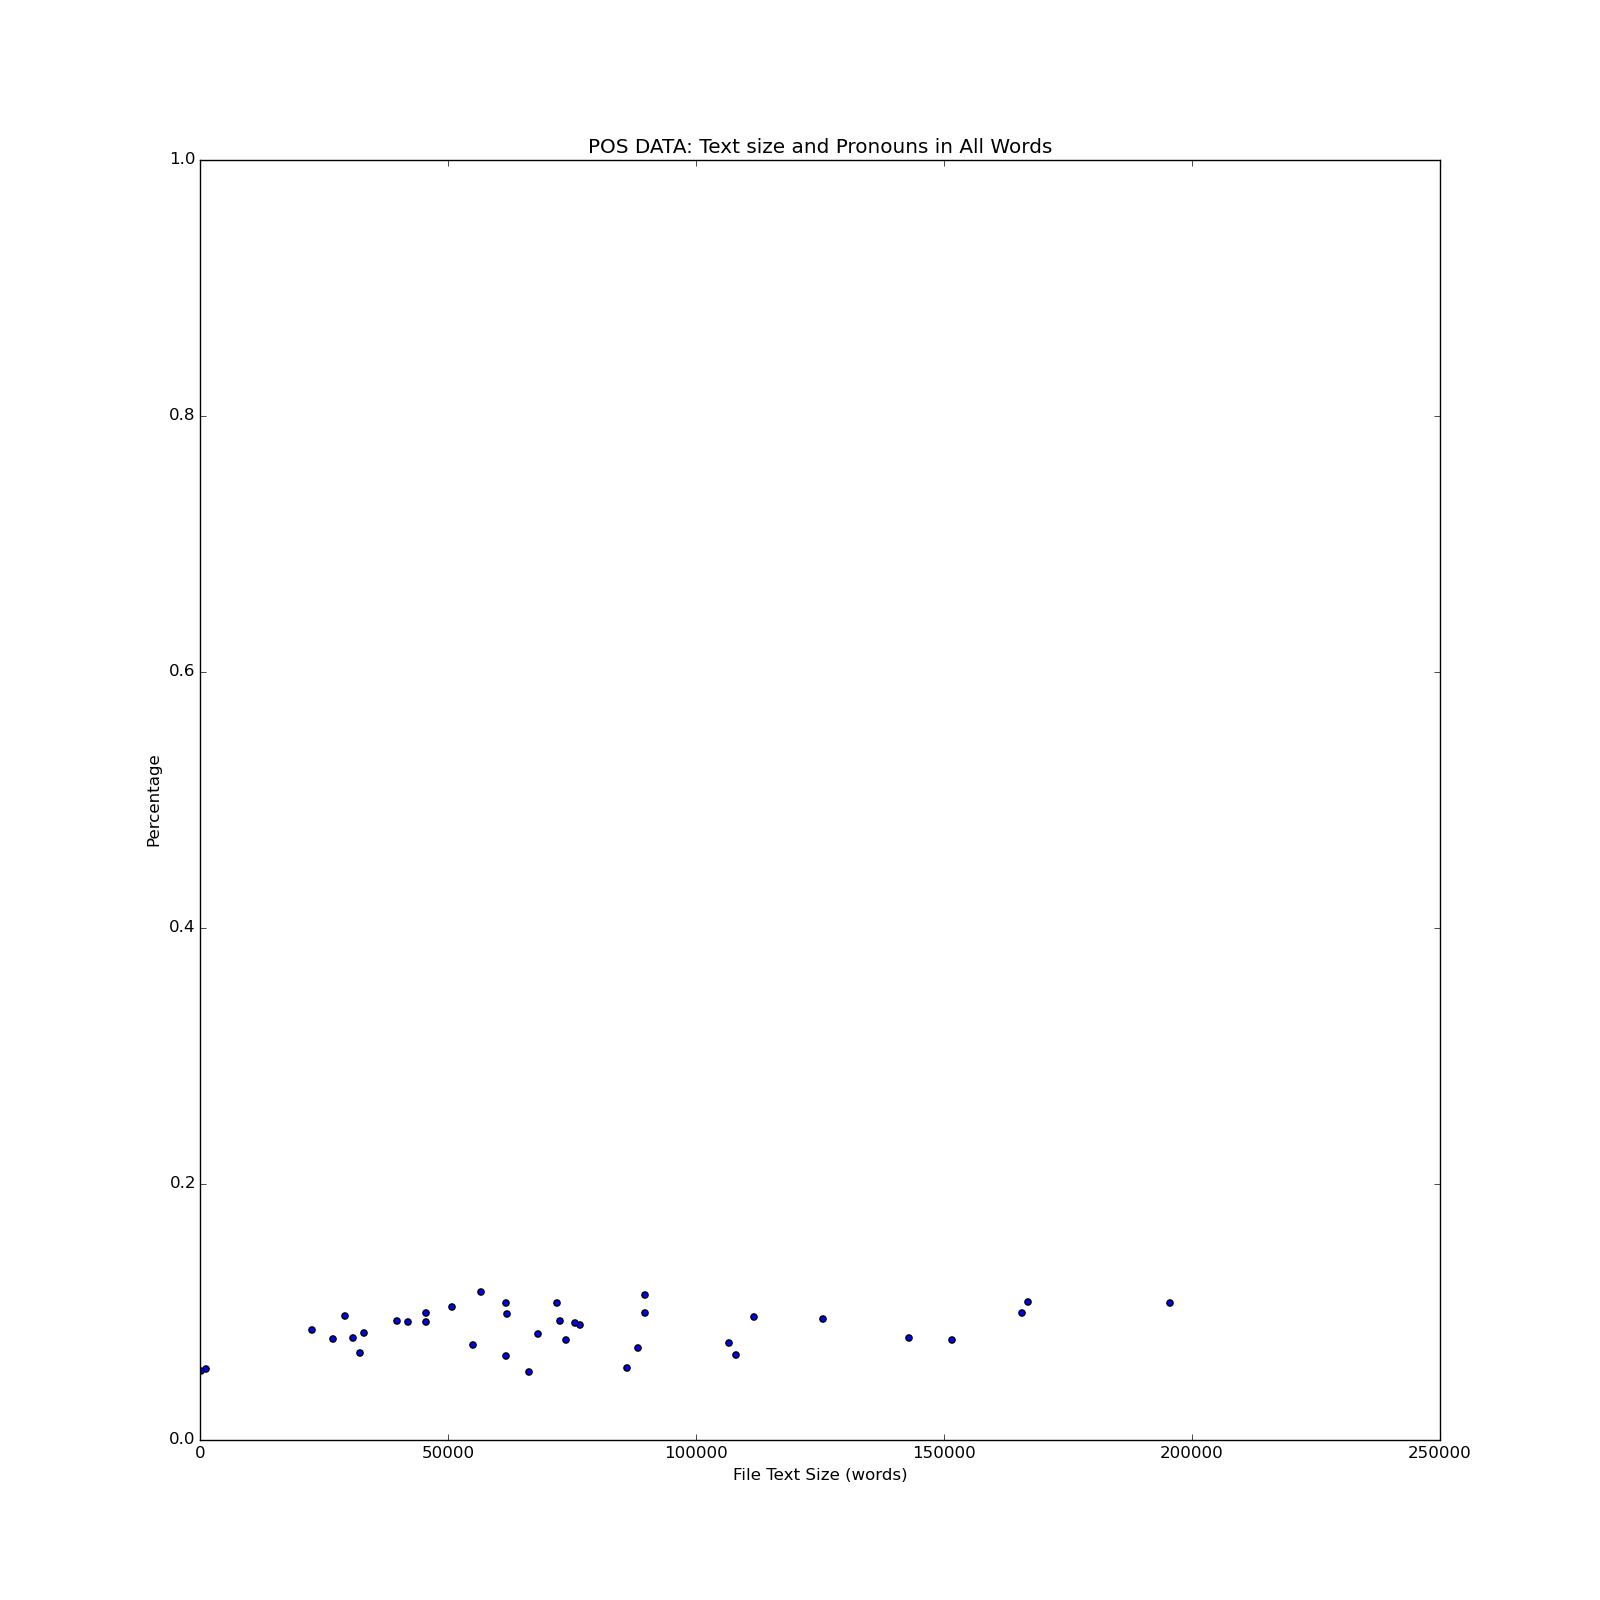 POS DATA: Text size and Pronouns in All Words
1.0
0.8
0.6
0.4
0.2
0.0
Percentage
0 50000 100000 150000 200000 250000
File Text Size (words)